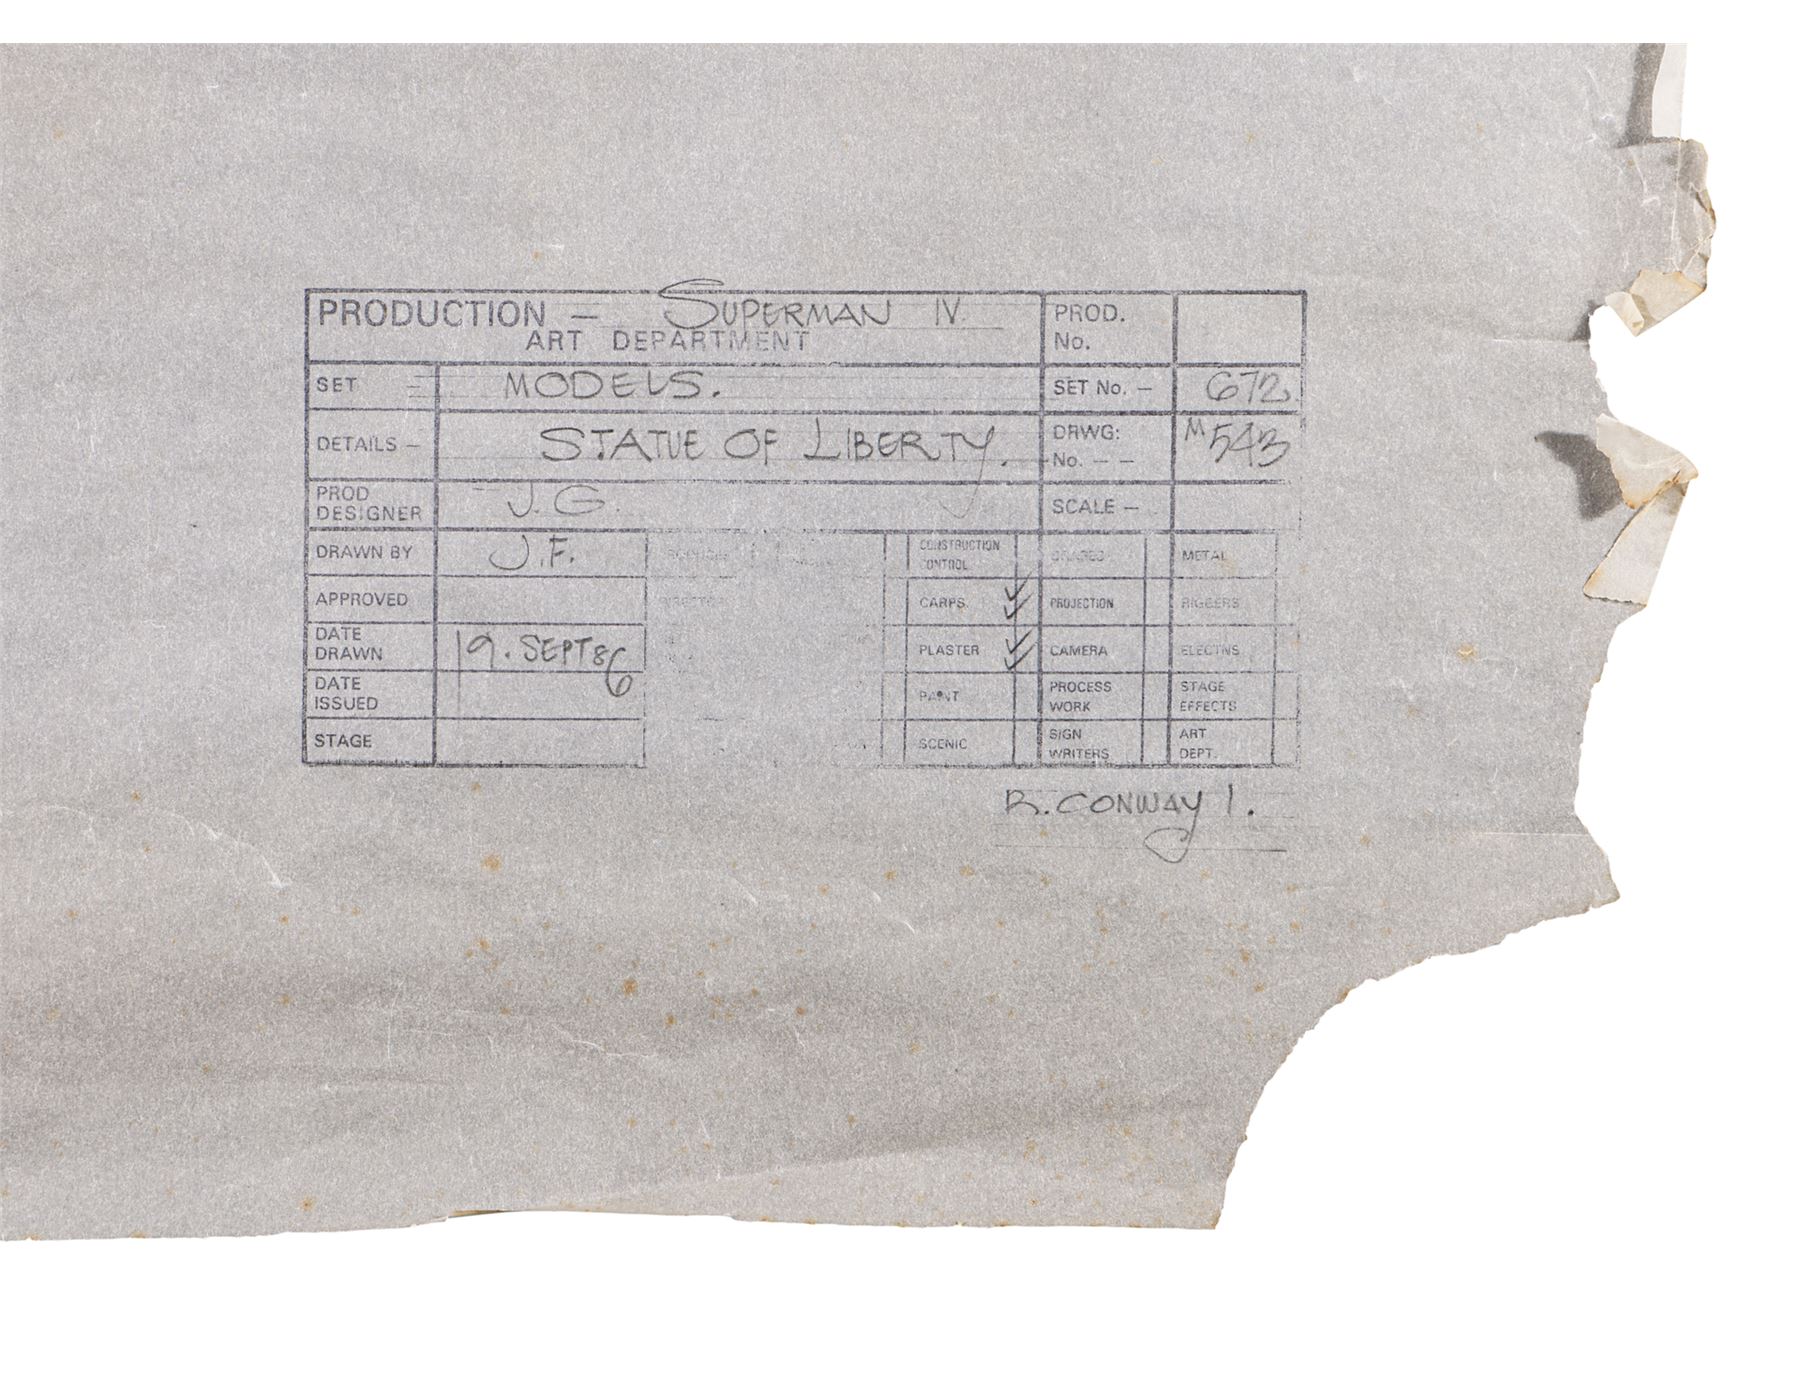 PRODUCTION — SUPERMAN IV
ART DEPARTMENT
PROD. No.
SET = MODELS.
SET No. — 672
DETAILS — STATUE OF LIBERTY.
DRWG: No. — — M543
PROD DESIGNER J.G.
SCALE —
DRAWN BY J.F.
CONSTRUCTION CONTROL
METAL
APPROVED
CARPS ✓✓
PROJECTION
RIGGERS
DATE DRAWN 19. SEPT 86
PLASTER ✓✓
CAMERA
ELECTNS
DATE ISSUED
PAINT
PROCESS WORK
STAGE EFFECTS
STAGE
SCENIC
SIGN WRITERS
ART DEPT.
R. CONWAY 1.